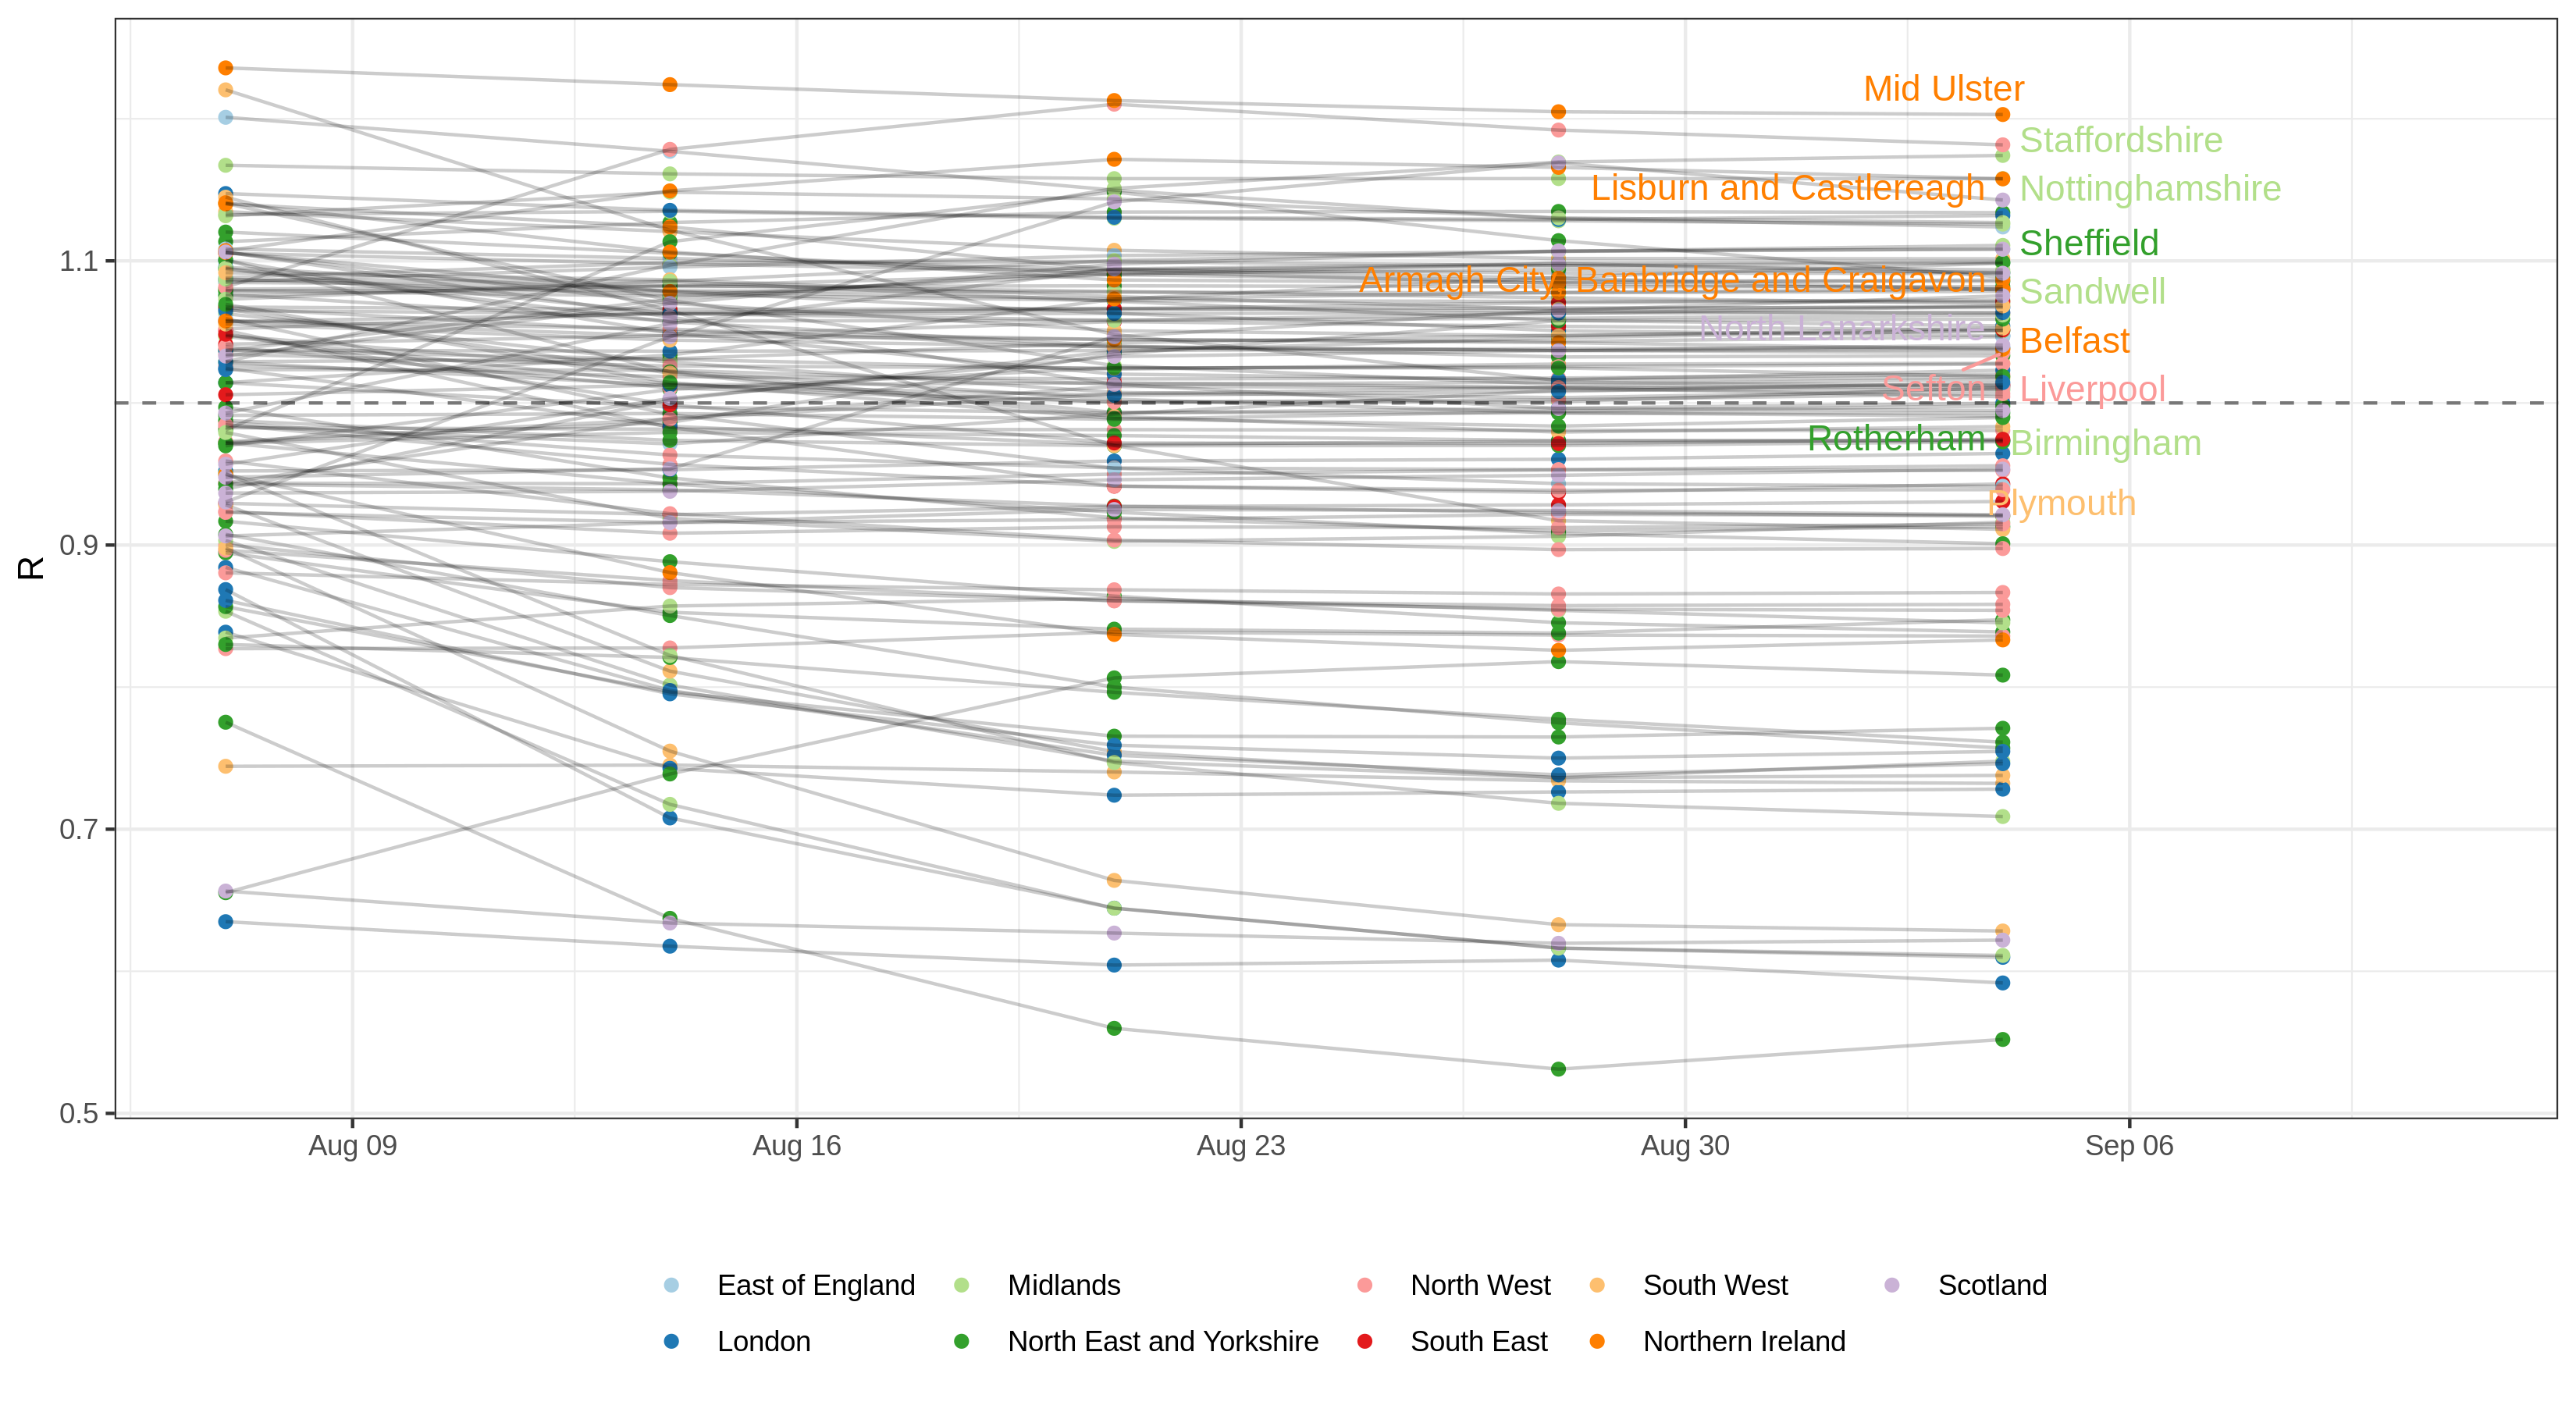 Mid Ulster
Staffordshire
Lisburn and Castlereagh
Nottinghamshire
Sheffield
1.1
Armagh City, Banbridge and Craigavon
Sandwell
North Lanarkshire
Belfast
Sefton
Liverpool
Rotherham
Birmingham
Plymouth
0.9
R
0.7
0.5
Aug 09 Aug 16 Aug 23 Aug 30 Sep 06
East of England Midlands North West South West Scotland
London North East and Yorkshire South East Northern Ireland